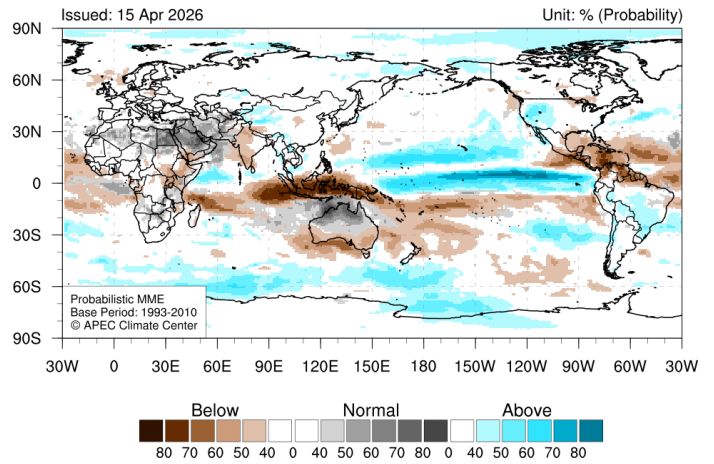 Issued: 15 Apr 2026 Unit: % (Probability)
90N
60N
30N
0
30S
60S
90S
Probabilistic MME
Base Period: 1993-2010
© APEC Climate Center
30W 0 30E 60E 90E 120E 150E 180 150W 120W 90W 60W 30W
Below Normal Above
80 70 60 50 40 0 40 50 60 70 80 0 40 50 60 70 80